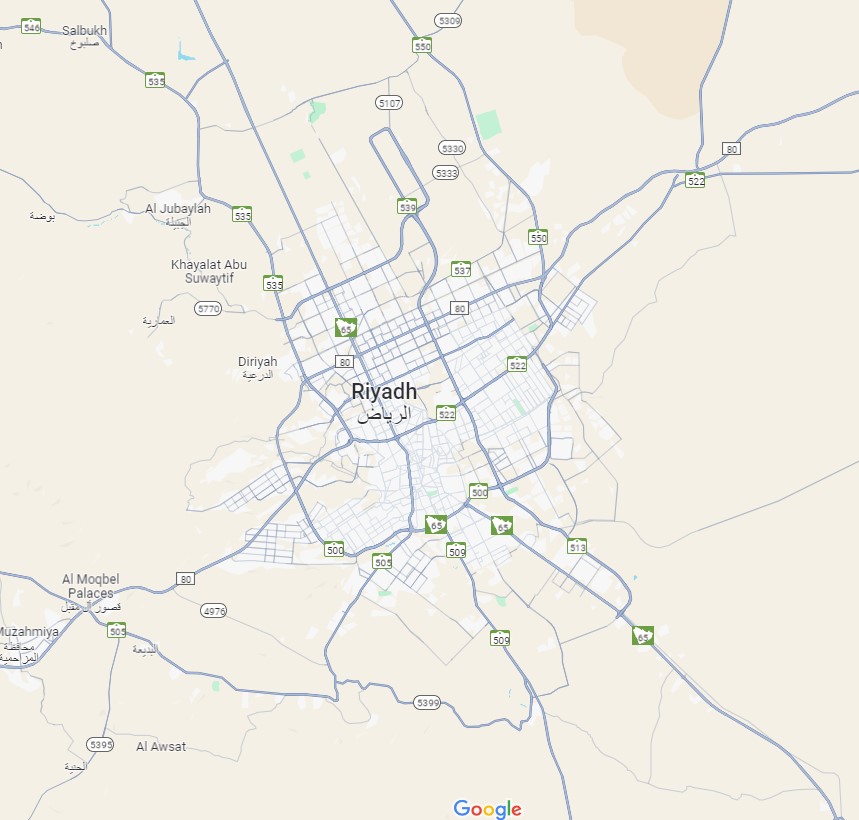 5309
546
Salbukh
صلبوخ
550
535
5107
5330
80
5333
522
539
Al Jubaylah
الجبيلة
535
بوضة
550
Khayalat Abu
Suwaytif
537
535
5770
80
العمارية
65
Diriyah
الدرعية
80
522
Riyadh
الرياض
522
500
65
65
500
509
513
505
Al Moqbel
Palaces
قصور آل مقبل
80
4976
Muzahmiya
محافظة
المزاحمية
505
509
65
البديعة
5399
5395
Al Awsat
Google